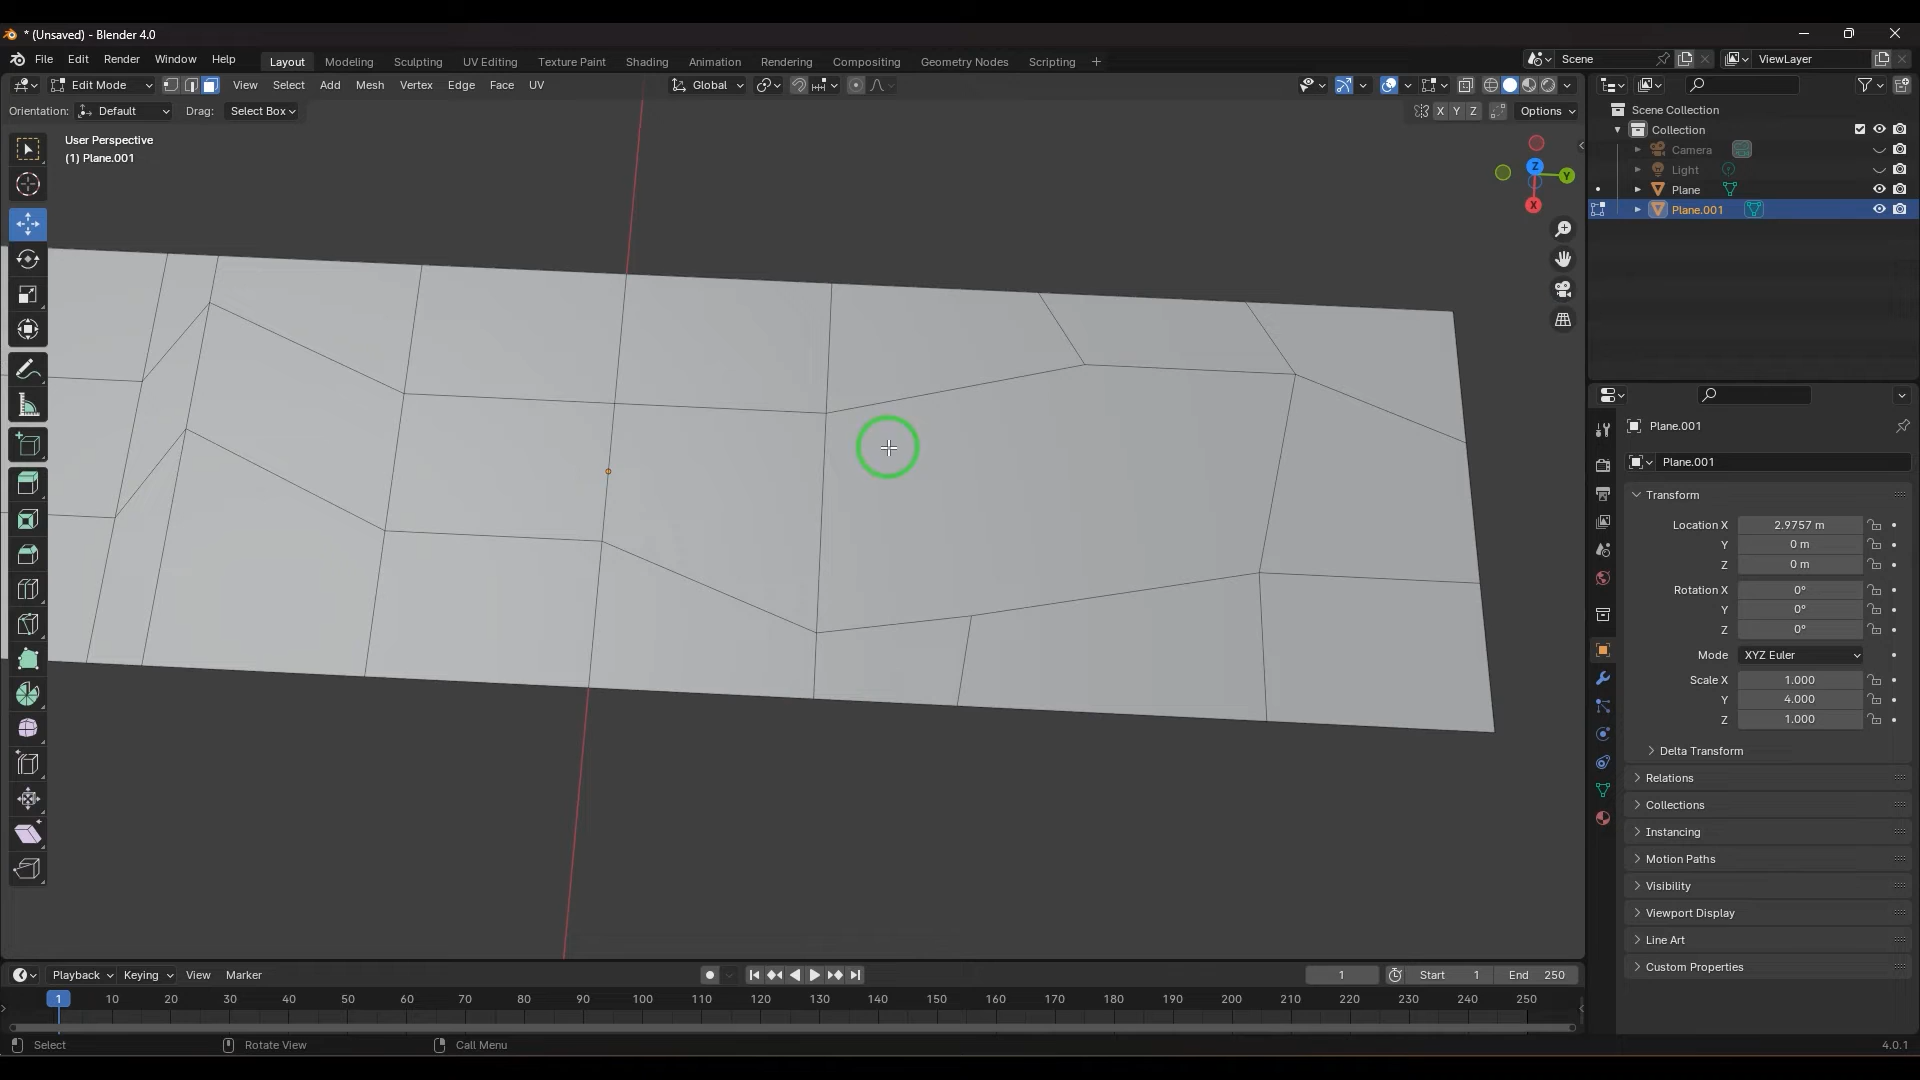 * (Unsaved) - Blender 4.0
File Edit Render Window Help
Layout Modeling Sculpting UV Editing Texture Paint Shading Animation Rendering Compositing Geometry Nodes Scripting +
Scene
ViewLayer
Edit Mode View Select Add Mesh Vertex Edge Face UV
Global
Orientation: Default Drag: Select Box
X Y Z Options
User Perspective
(1) Plane.001
Z
Y
X
Scene Collection
Collection
Camera
Light
Plane
Plane.001
Plane.001
Plane.001
Transform
Location X 2.9757 m
Y 0 m
Z 0 m
Rotation X 0°
Y 0°
Z 0°
Mode XYZ Euler
Scale X 1.000
Y 4.000
Z 1.000
Delta Transform
Relations
Collections
Instancing
Motion Paths
Visibility
Viewport Display
Line Art
Custom Properties
Playback Keying View Marker
1 Start 1 End 250
1 10 20 30 40 50 60 70 80 90 100 110 120 130 140 150 160 170 180 190 200 210 220 230 240 250
Select Rotate View Call Menu
4.0.1